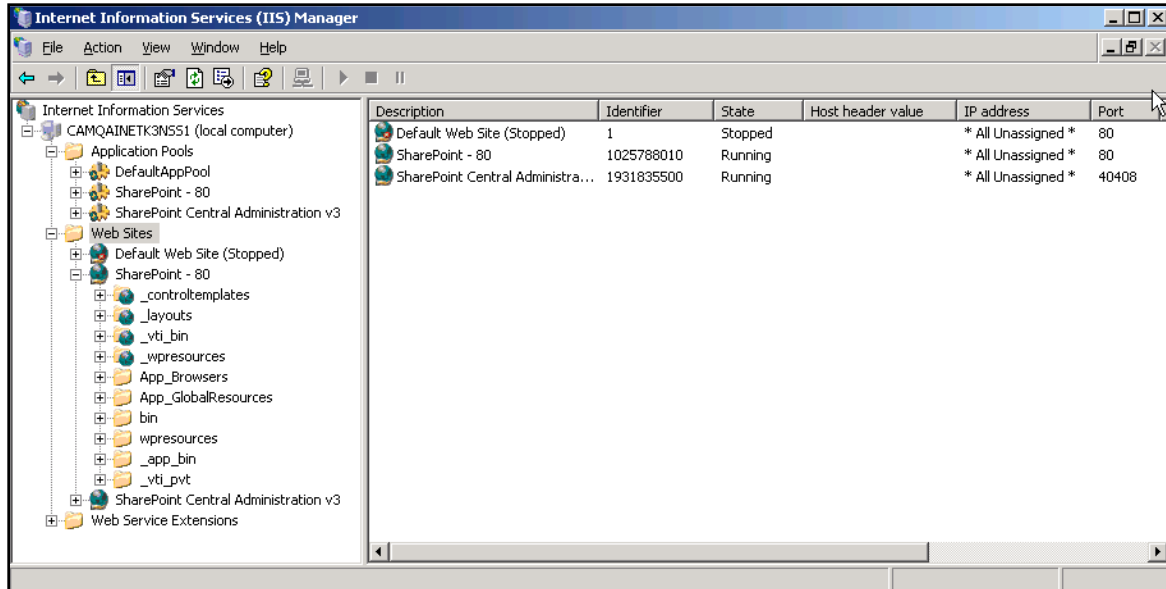 Internet Information Services (IIS) Manager
File Action View Window Help
Internet Information Services
CAMQAINETK3NSS1 (local computer)
Application Pools
DefaultAppPool
SharePoint - 80
SharePoint Central Administration v3
Web Sites
Default Web Site (Stopped)
SharePoint - 80
_controltemplates
_layouts
_vti_bin
_wpresources
App_Browsers
App_GlobalResources
bin
wpresources
_app_bin
_vti_pvt
SharePoint Central Administration v3
Web Service Extensions
Description Identifier State Host header value IP address Port
Default Web Site (Stopped) 1 Stopped * All Unassigned * 80
SharePoint - 80 1025788010 Running * All Unassigned * 80
SharePoint Central Administra... 1931835500 Running * All Unassigned * 40408